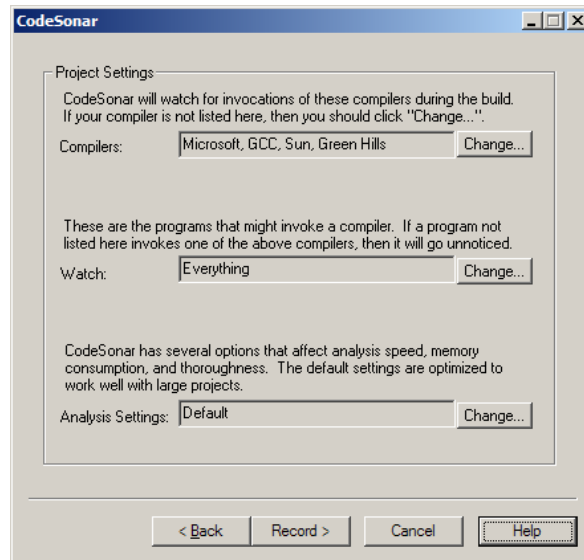 CodeSonar
Project Settings
CodeSonar will watch for invocations of these compilers during the build.
If your compiler is not listed here, then you should click "Change...".
Compilers: Microsoft, GCC, Sun, Green Hills Change...
These are the programs that might invoke a compiler. If a program not
listed here invokes one of the above compilers, then it will go unnoticed.
Watch: Everything Change...
CodeSonar has several options that affect analysis speed, memory
consumption, and thoroughness. The default settings are optimized to
work well with large projects.
Analysis Settings: Default Change...
< Back Record > Cancel Help